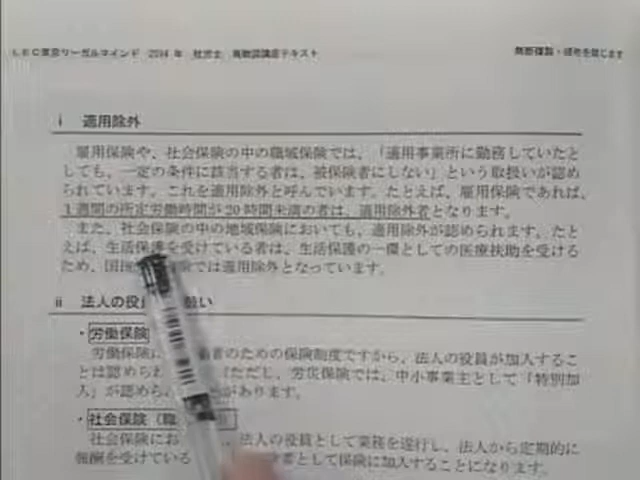 LEC東京リーガルマインド 2014年 社労士
無断複製・頒布を禁じます
i 適用除外
雇用保険や、社会保険の中の職域保険では、「適用事業所に勤務していたと
しても、一定の条件に該当する者は、被保険者にしない」という取扱いが認め
られています。これを適用除外と呼んでいます。たとえば、雇用保険であれば、
1週間の所定労働時間が20時間未満の者は、適用除外者となります。
また、社会保険の中の地域保険においても、適用除外が認められます。たと
えば、生活保護を受けている者は、生活保護の一環としての医療扶助を受ける
ため、国民 険では適用除外となっています。
ii 法人の役 扱い
・労働保険
労働保険は 者のための保険制度ですから、法人の役員が加入するこ
とは認められ ただし、労災保険では、中小事業主として「特別加
入」が認めら があります。
・社会保険（職
社会保険にお 、法人の役員として業務を遂行し、法人から定期的に
報酬を受けている 険者として保険に加入することになります。